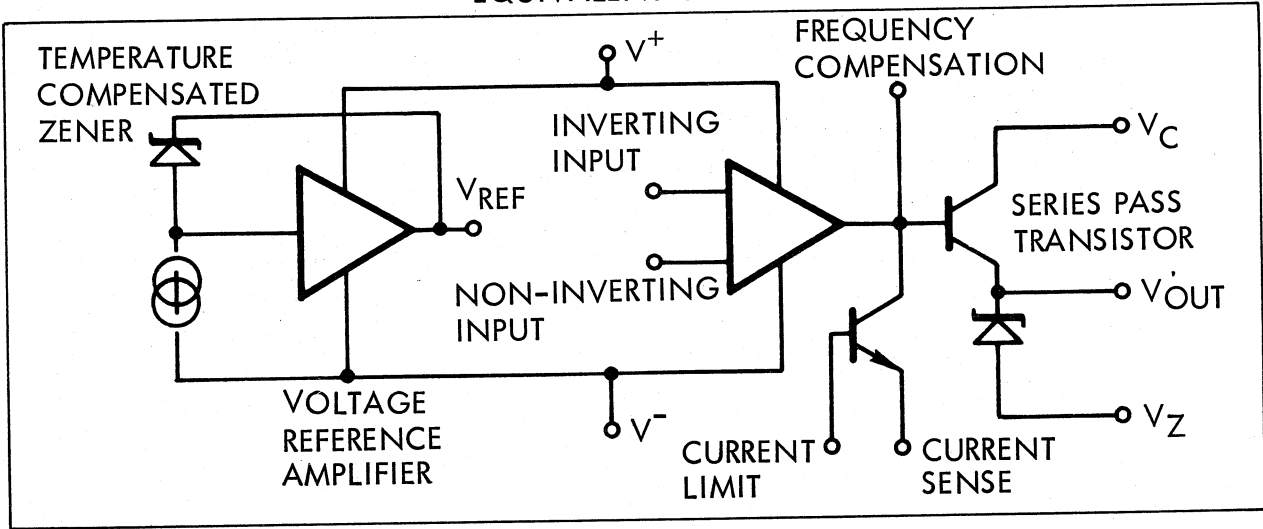 TEMPERATURE
COMPENSATED
ZENER
V+
FREQUENCY
COMPENSATION
INVERTING
INPUT
VC
VREF
SERIES PASS
TRANSISTOR
NON-INVERTING
INPUT
VOUT
VOLTAGE
REFERENCE
AMPLIFIER
V-
CURRENT
LIMIT
CURRENT
SENSE
VZ